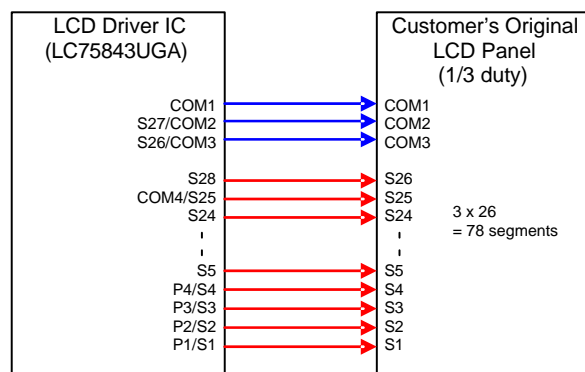 LCD Driver IC
(LC75843UGA)
Customer's Original
LCD Panel
(1/3 duty)
COM1
COM1
S27/COM2
COM2
S26/COM3
COM3
S28
S26
COM4/S25
S25
S24
S24
3 x 26
= 78 segments
S5
S5
P4/S4
S4
P3/S3
S3
P2/S2
S2
P1/S1
S1